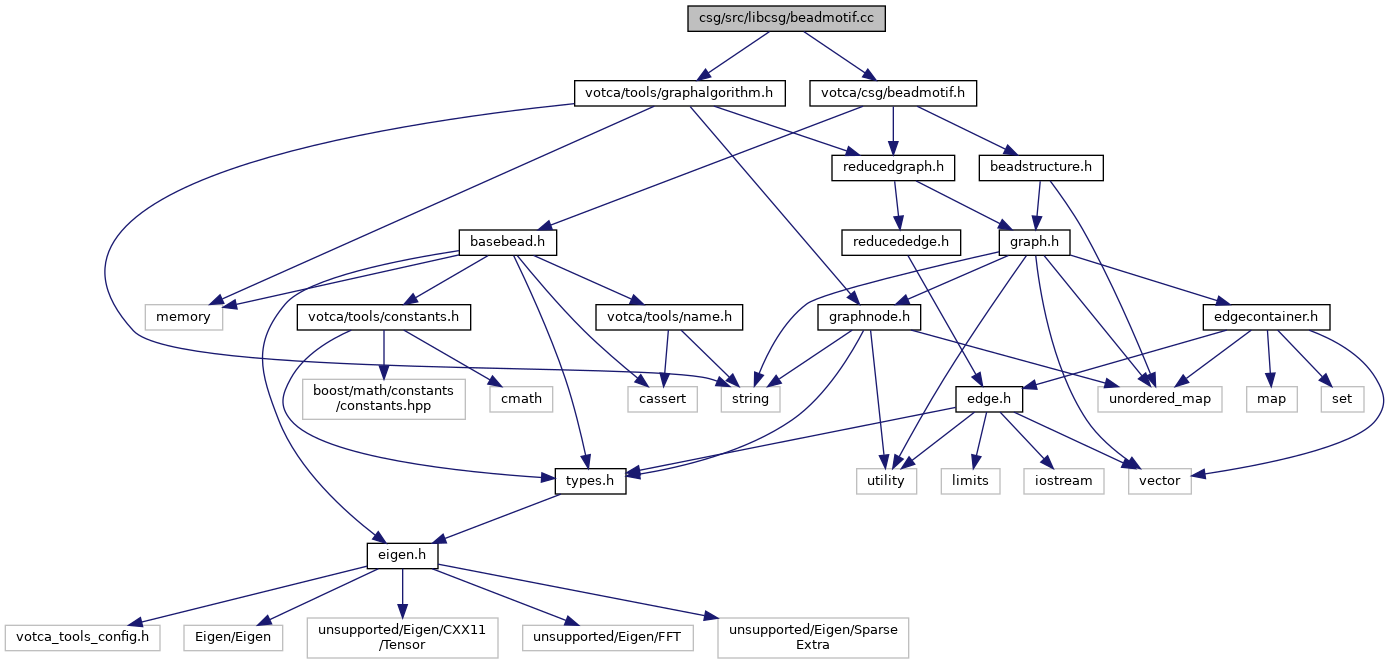 csg/src/libcsg/beadmotif.cc
votca/tools/graphalgorithm.h
votca/csg/beadmotif.h
reducedgraph.h
beadstructure.h
basebead.h
reducededge.h
graph.h
memory
votca/tools/constants.h
votca/tools/name.h
graphnode.h
edgecontainer.h
boost/math/constants
/constants.hpp
cmath
cassert
string
edge.h
unordered_map
map
set
types.h
utility
limits
iostream
vector
eigen.h
votca_tools_config.h
Eigen/Eigen
unsupported/Eigen/CXX11
/Tensor
unsupported/Eigen/FFT
unsupported/Eigen/Sparse
Extra